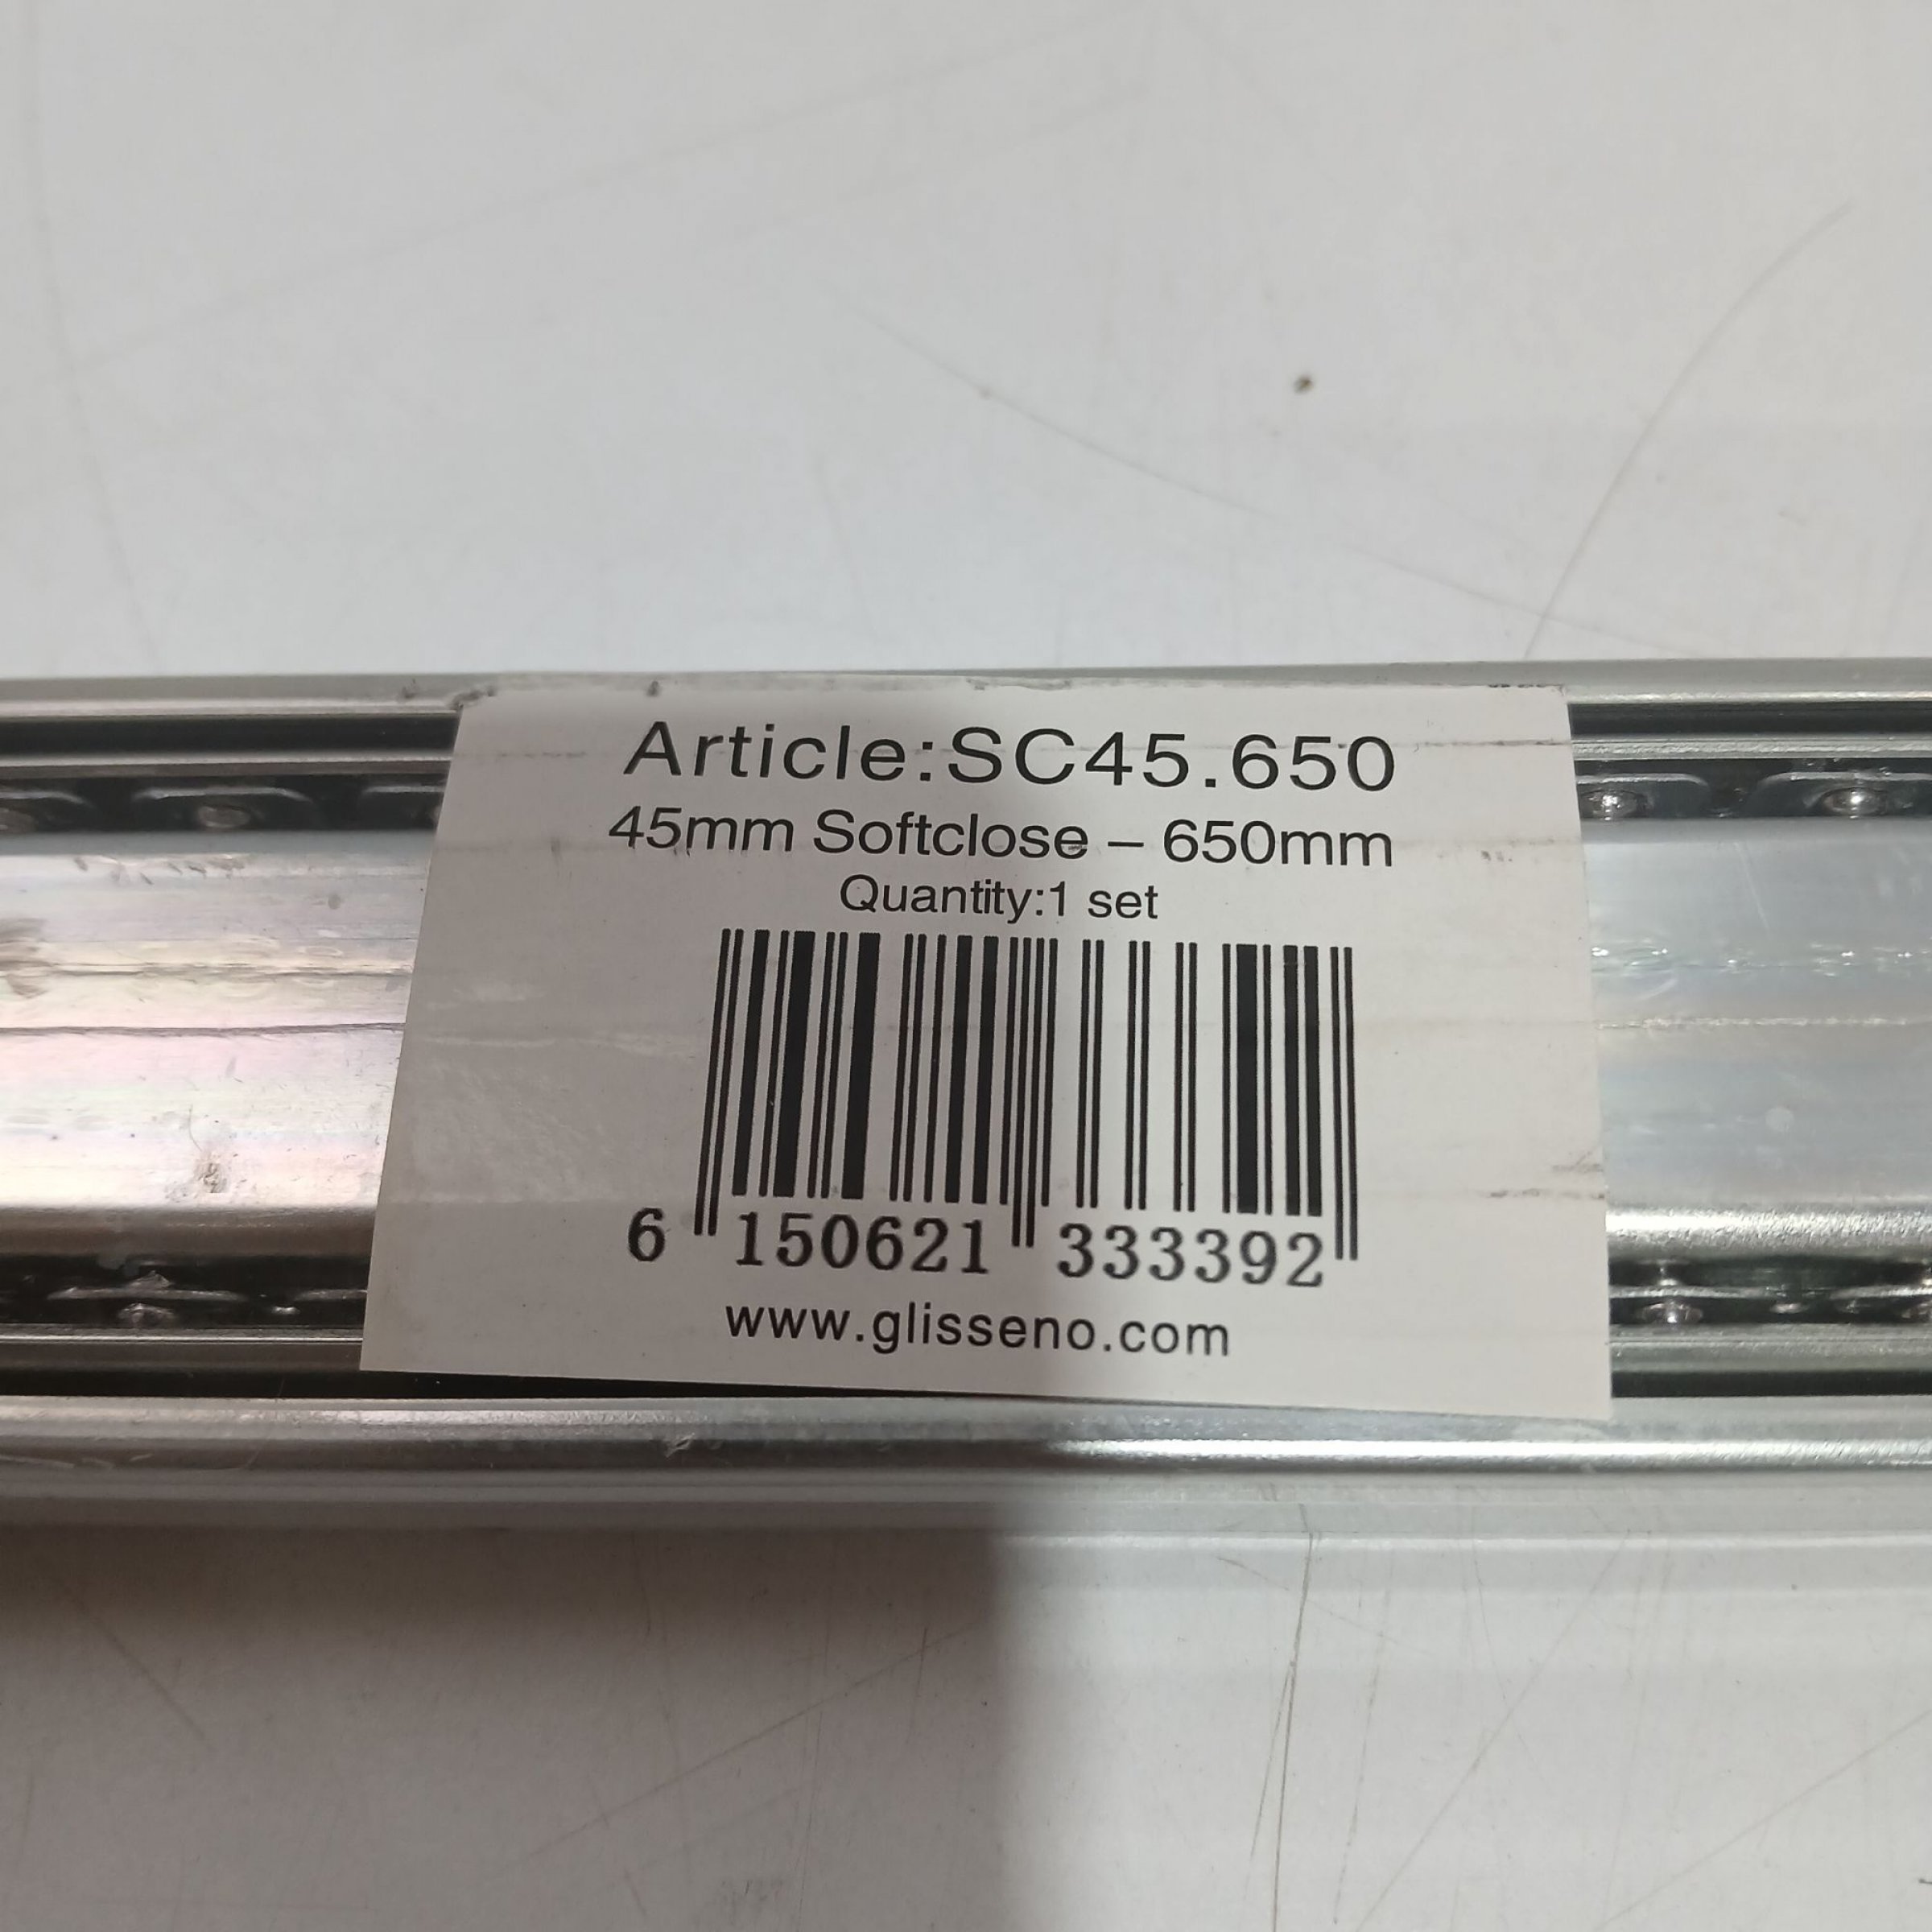 Article:SC45.650
45mm Softclose – 650mm
Quantity:1 set
6 150621 333392
www.glisseno.com